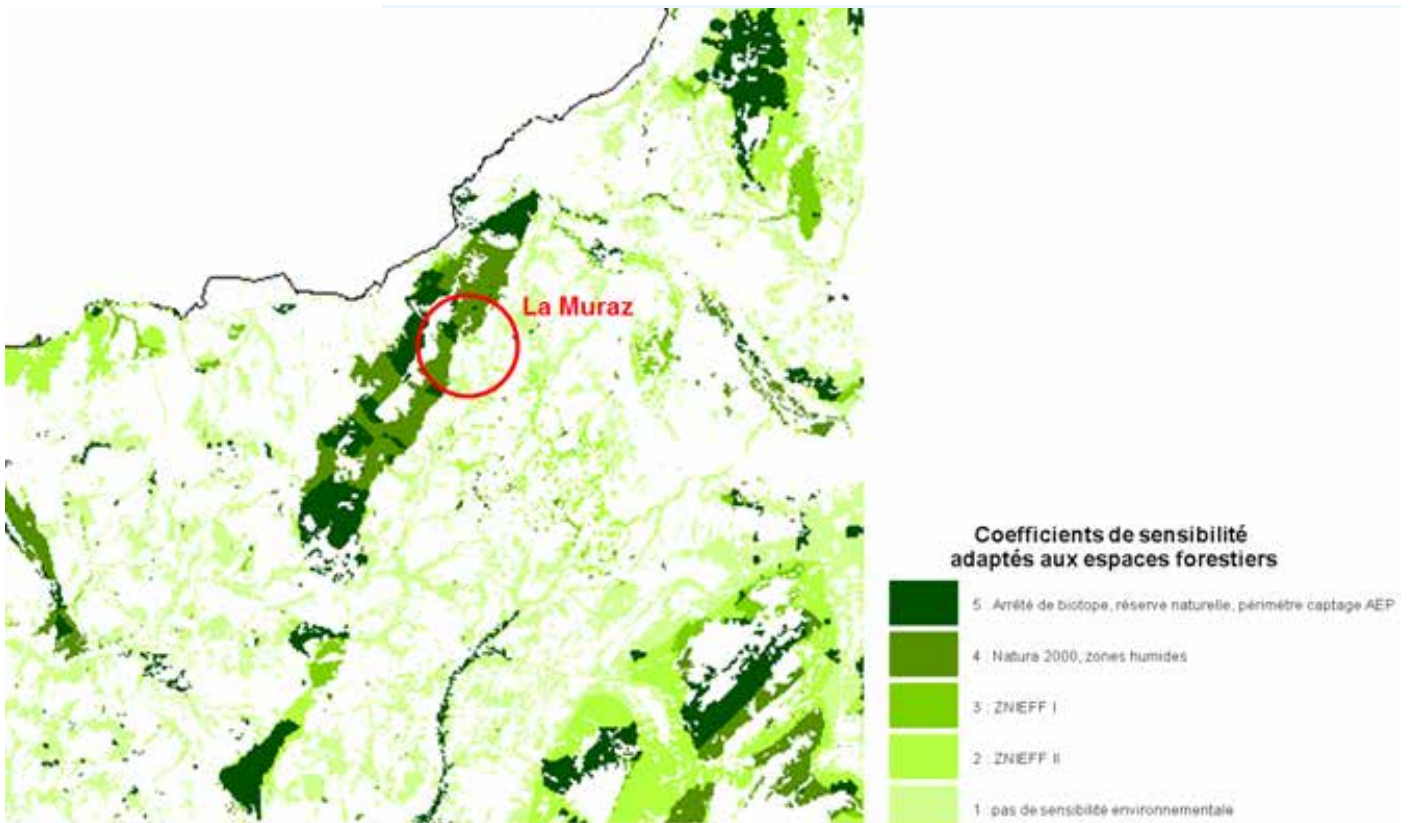 La Muraz
Coefficients de sensibilité
adaptés aux espaces forestiers
5 : Arrêté de biotope, réserve naturelle, périmètre captage AEP
4 : Natura 2000, zones humides
3 : ZNIEFF I
2 : ZNIEFF II
1 : pas de sensibilité environnementale